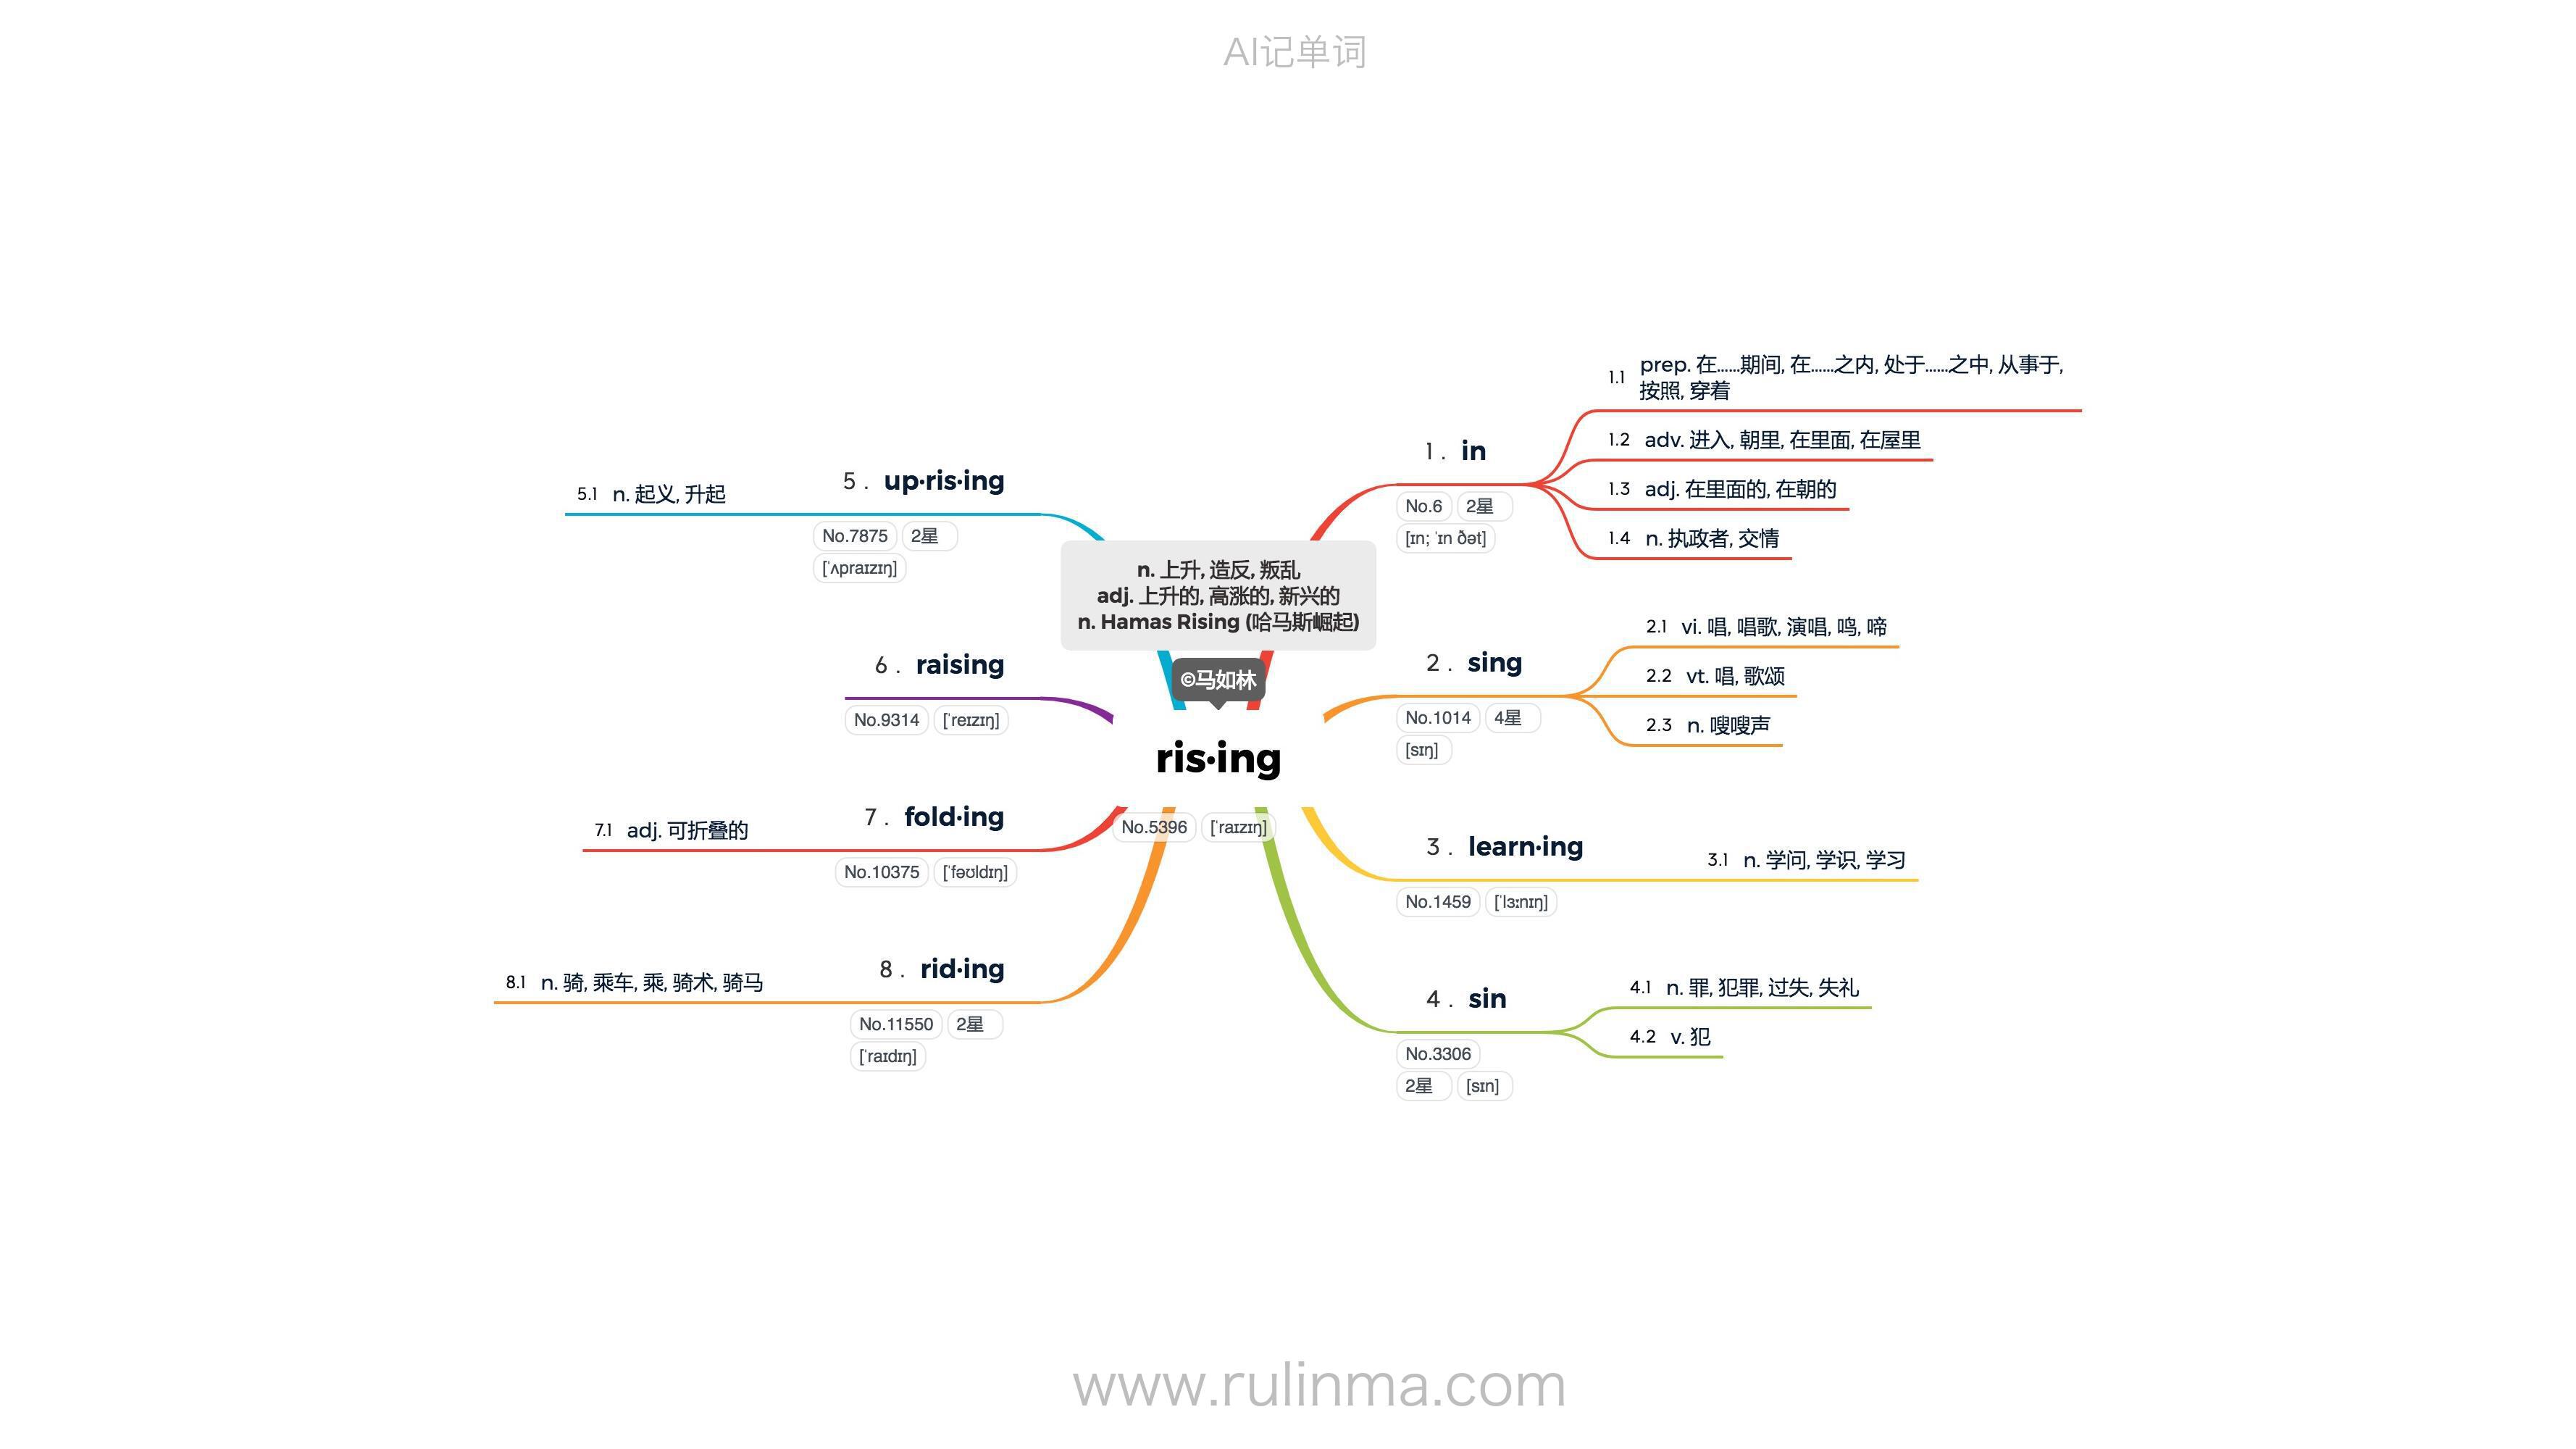 AI记单词
n. 上升, 造反, 叛乱
adj. 上升的, 高涨的, 新兴的
n. Hamas Rising (哈马斯崛起)
©马如林
ris·ing
No.5396 [ˈraɪzɪŋ]
1 . in
No.6 2星
[ɪn; ˈɪn ðət]
1.1 prep. 在……期间, 在……之内, 处于……之中, 从事于,
按照, 穿着
1.2 adv. 进入, 朝里, 在里面, 在屋里
1.3 adj. 在里面的, 在朝的
1.4 n. 执政者, 交情
2 . sing
No.1014 4星
[sɪŋ]
2.1 vi. 唱, 唱歌, 演唱, 鸣, 啼
2.2 vt. 唱, 歌颂
2.3 n. 嗖嗖声
3 . learn·ing
No.1459 [ˈlɜːnɪŋ]
3.1 n. 学问, 学识, 学习
4 . sin
No.3306
2星 [sɪn]
4.1 n. 罪, 犯罪, 过失, 失礼
4.2 v. 犯
5 . up·ris·ing
No.7875 2星
[ˈʌpraɪzɪŋ]
5.1 n. 起义, 升起
6 . raising
No.9314 [ˈreɪzɪŋ]
7 . fold·ing
No.10375 [ˈfəʊldɪŋ]
7.1 adj. 可折叠的
8 . rid·ing
No.11550 2星
[ˈraɪdɪŋ]
8.1 n. 骑, 乘车, 乘, 骑术, 骑马
www.rulinma.com